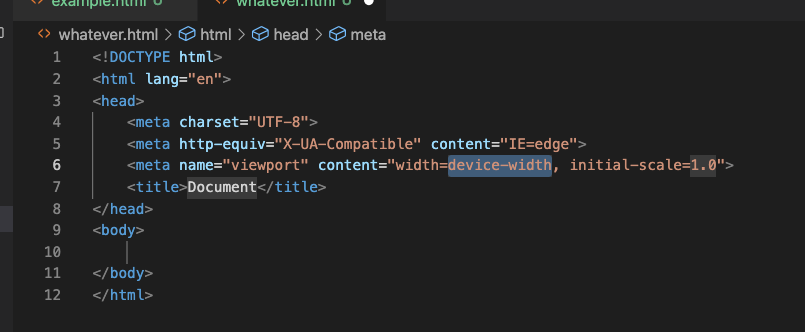 example.html U whatever.html U
whatever.html > html > head > meta
1 <!DOCTYPE html>
2 <html lang="en">
3 <head>
4 <meta charset="UTF-8">
5 <meta http-equiv="X-UA-Compatible" content="IE=edge">
6 <meta name="viewport" content="width=device-width, initial-scale=1.0">
7 <title>Document</title>
8 </head>
9 <body>
10
11 </body>
12 </html>